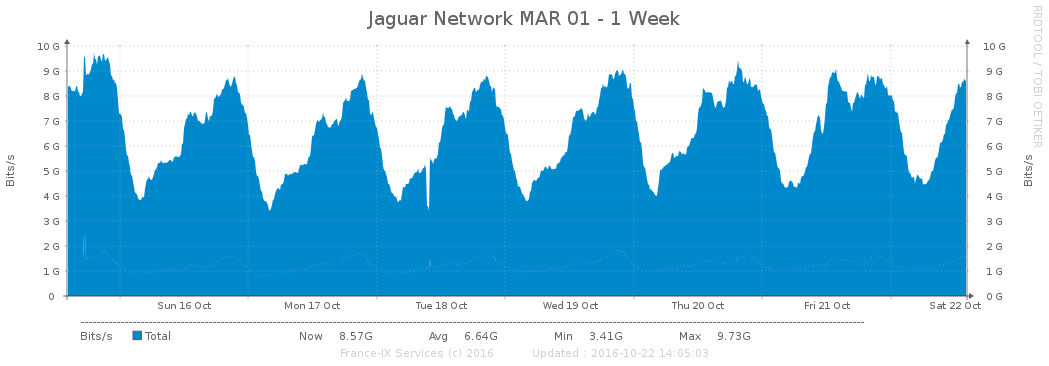 Jaguar Network MAR 01 - 1 Week
RRDTOOL / TOBI OETIKER
Bits/s
10 G
9 G
8 G
7 G
6 G
5 G
4 G
3 G
2 G
1 G
0
10 G
9 G
8 G
7 G
6 G
5 G
4 G
3 G
2 G
1 G
0 G
Bits/s
Sun 16 Oct Mon 17 Oct Tue 18 Oct Wed 19 Oct Thu 20 Oct Fri 21 Oct Sat 22 Oct
Bits/s Total Now 8.57G Avg 6.64G Min 3.41G Max 9.73G
France-IX Services (c) 2016 Updated : 2016-10-22 14:05:03